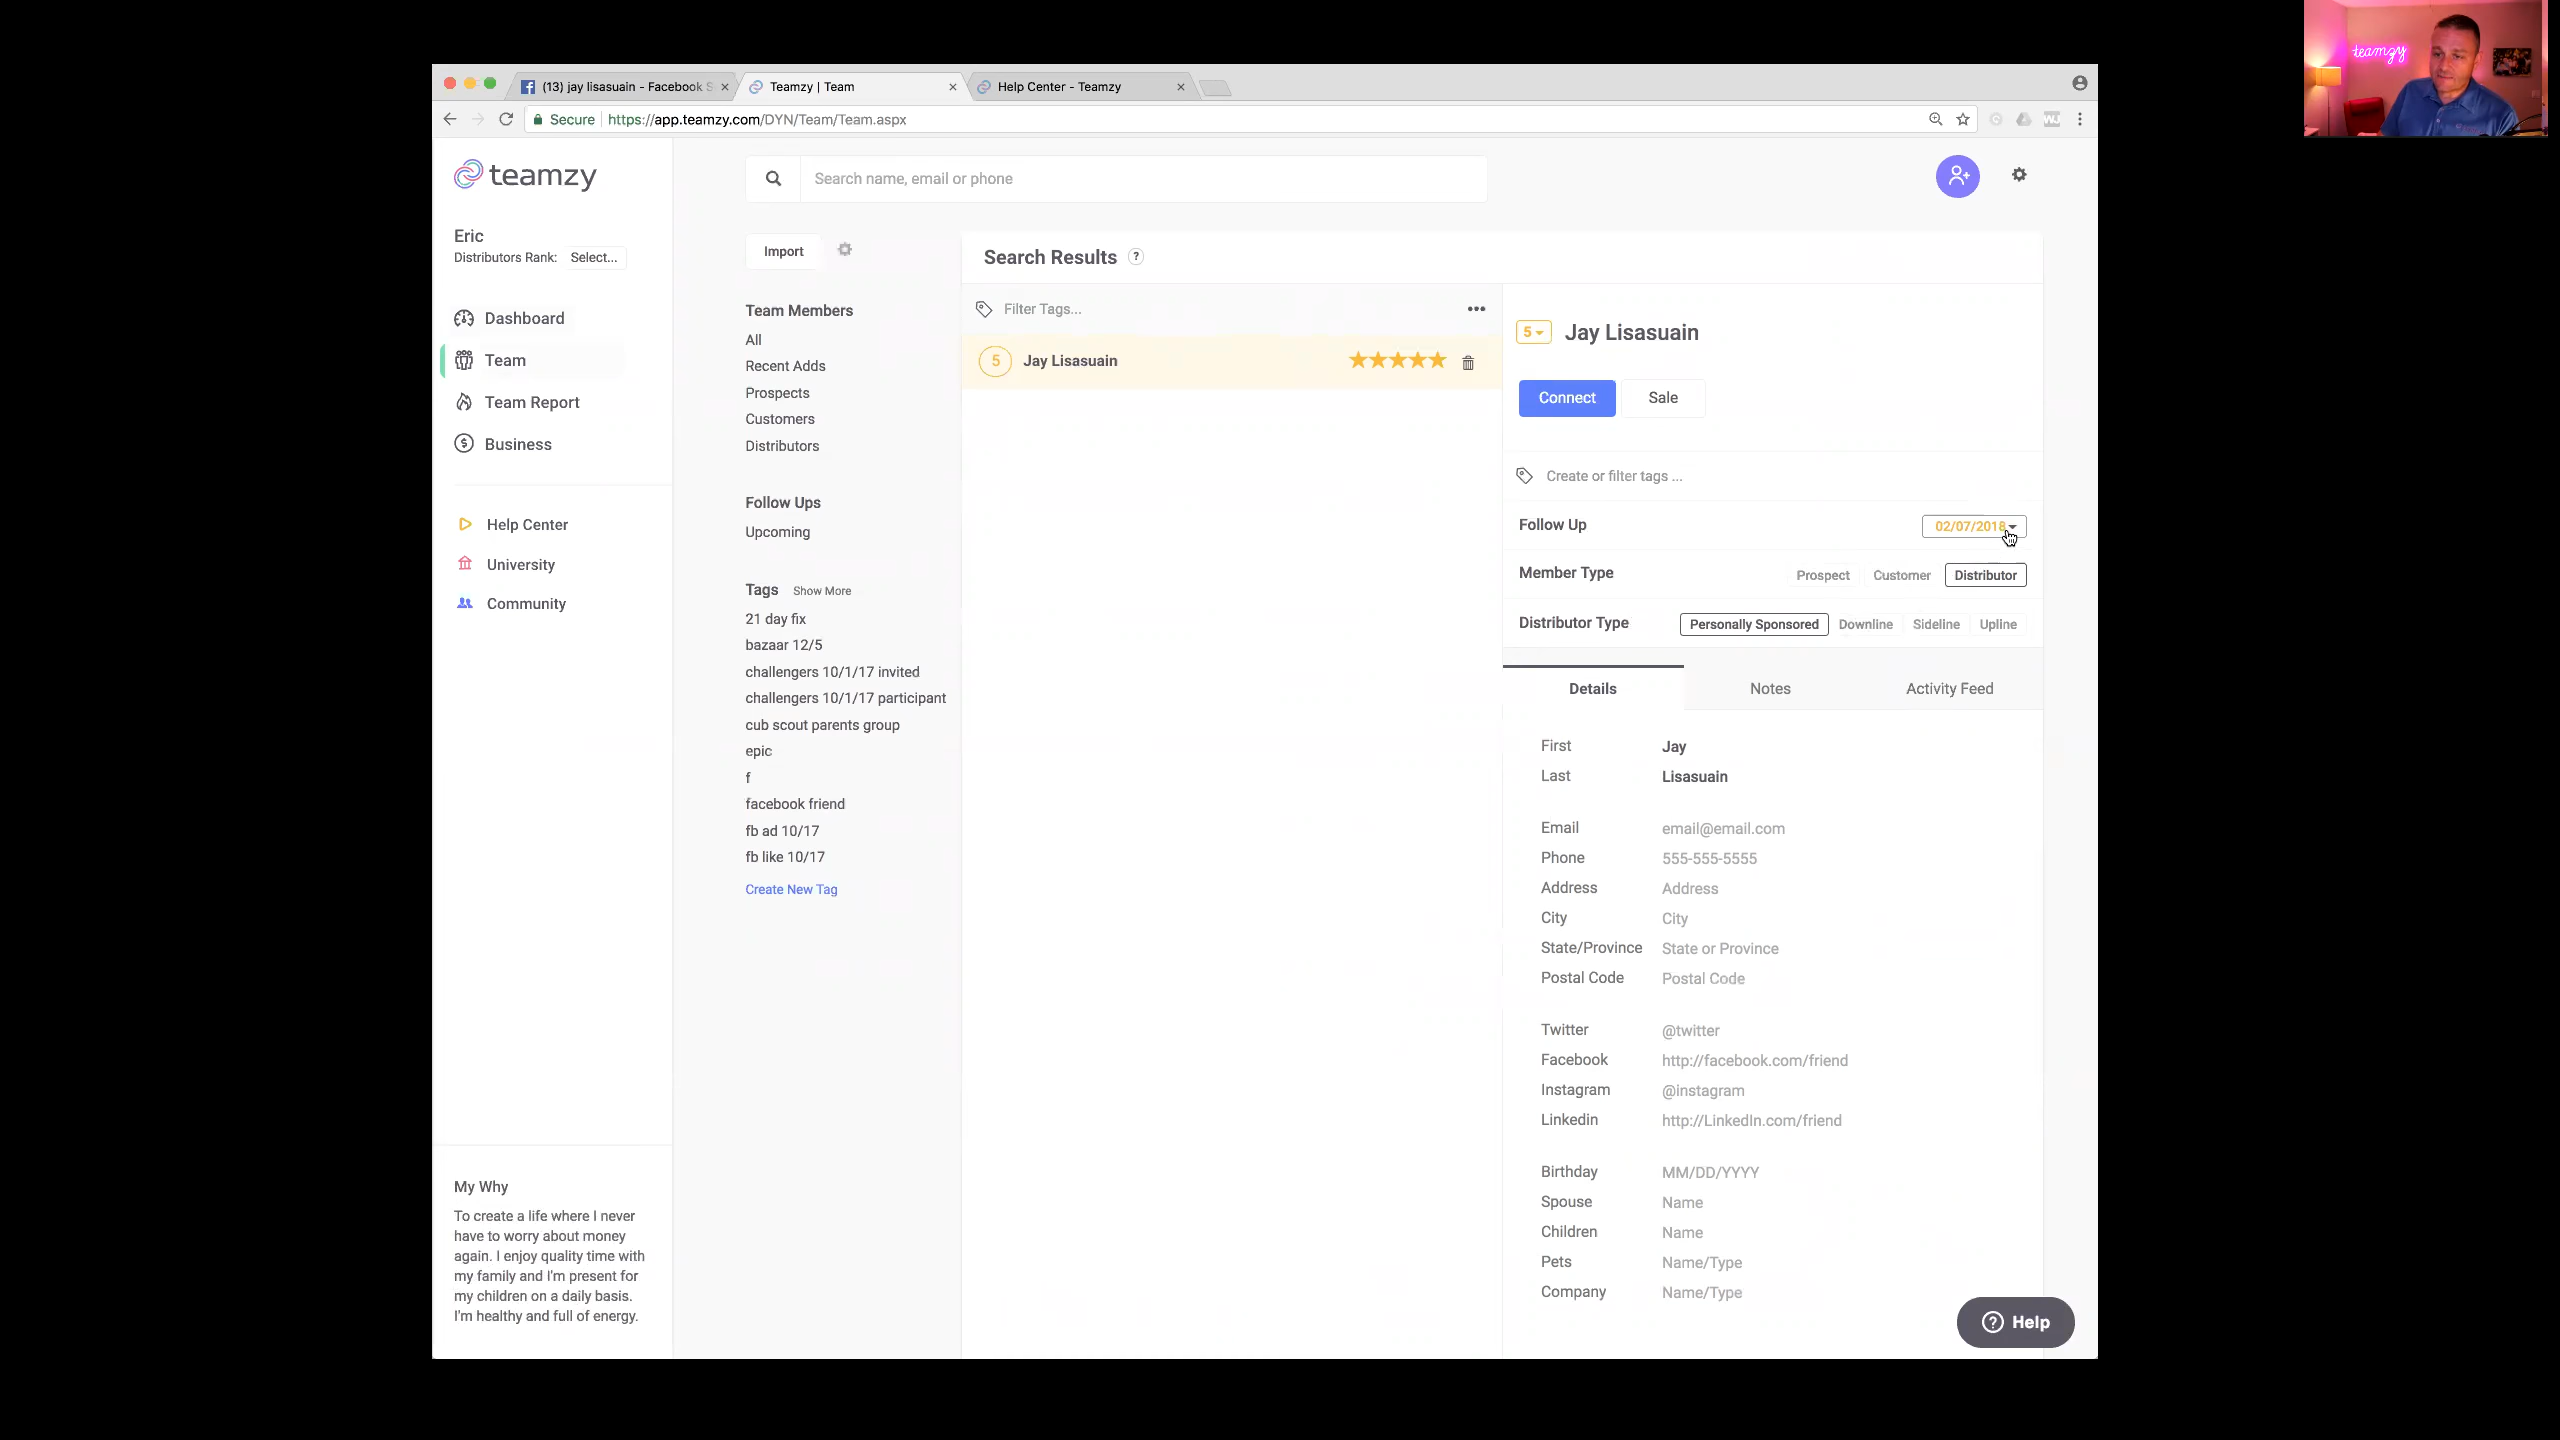 (13) jay lisasuain - Facebook S
Teamzy | Team
Help Center - Teamzy
Secure
https://app.teamzy.com/DYN/Team/Team.aspx
teamzy
teamzy
Search name, email or phone
Eric
Distributors Rank: Select...
Dashboard
Team
Team Report
Business
Help Center
University
Community
My Why
To create a life where I never
have to worry about money
again. I enjoy quality time with
my family and I'm present for
my children on a daily basis.
I'm healthy and full of energy.
Import
Team Members
All
Recent Adds
Prospects
Customers
Distributors
Follow Ups
Upcoming
Tags Show More
21 day fix
bazaar 12/5
challengers 10/1/17 invited
challengers 10/1/17 participant
cub scout parents group
epic
f
facebook friend
fb ad 10/17
fb like 10/17
Create New Tag
Search Results ?
Filter Tags...
5 Jay Lisasuain
5 Jay Lisasuain
Connect Sale
Create or filter tags ...
Follow Up 02/07/2018
Member Type Prospect Customer Distributor
Distributor Type Personally Sponsored Downline Sideline Upline
Details Notes Activity Feed
First Jay
Last Lisasuain
Email email@email.com
Phone 555-555-5555
Address Address
City City
State/Province State or Province
Postal Code Postal Code
Twitter @twitter
Facebook http://facebook.com/friend
Instagram @instagram
Linkedin http://LinkedIn.com/friend
Birthday MM/DD/YYYY
Spouse Name
Children Name
Pets Name/Type
Company Name/Type
? Help